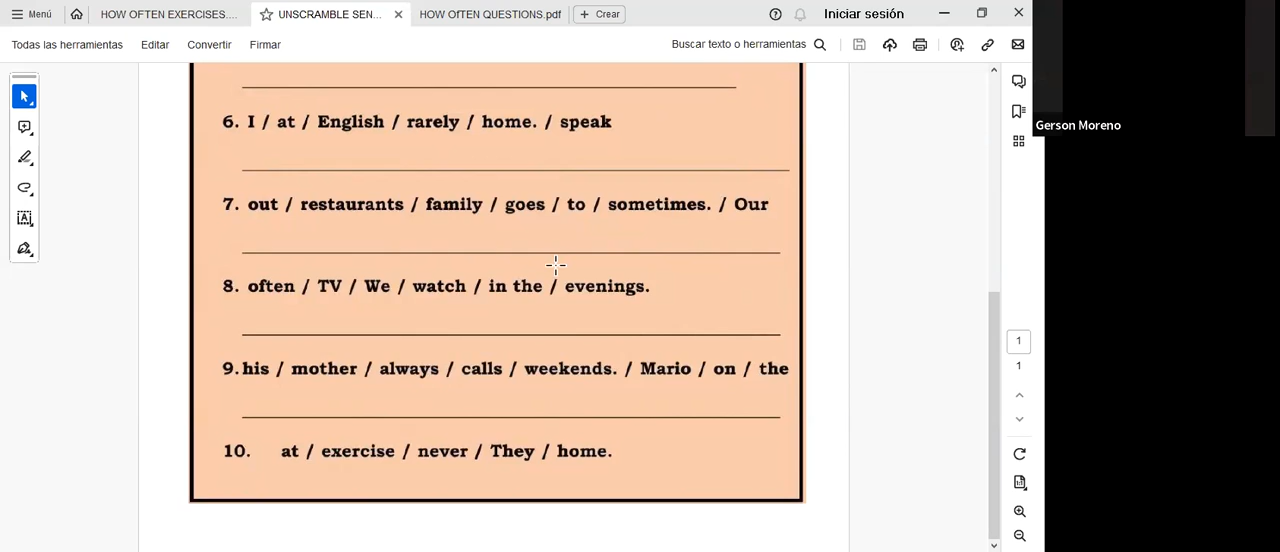 Menú
HOW OFTEN EXERCISES....
UNSCRAMBLE SEN...
HOW OfTEN QUESTIONS.pdf
Crear
Iniciar sesión
Todas las herramientas
Editar
Convertir
Firmar
Buscar texto o herramientas
Gerson Moreno
6. I / at / English / rarely / home. / speak
7. out / restaurants / family / goes / to / sometimes. / Our
8. often / TV / We / watch / in the / evenings.
9. his / mother / always / calls / weekends. / Mario / on / the
10. at / exercise / never / They / home.
1
1